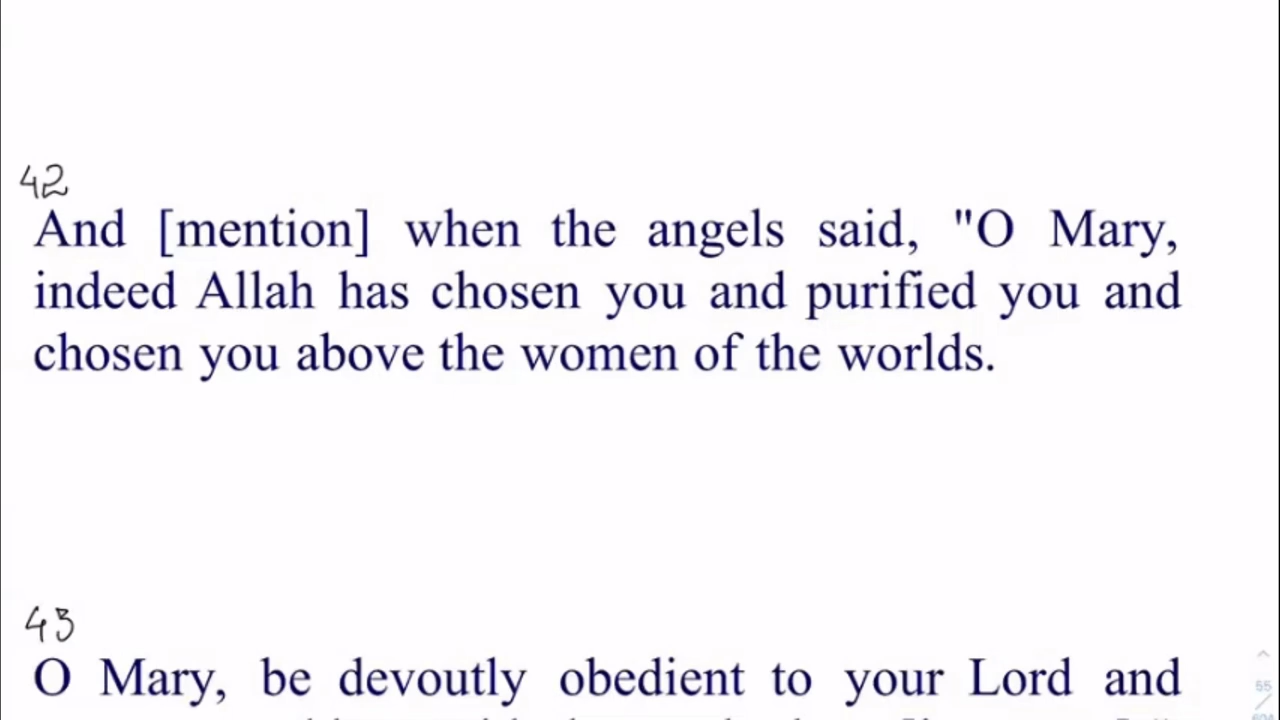 42
And [mention] when the angels said, "O Mary,
indeed Allah has chosen you and purified you and
chosen you above the women of the worlds.
43
O Mary, be devoutly obedient to your Lord and
55